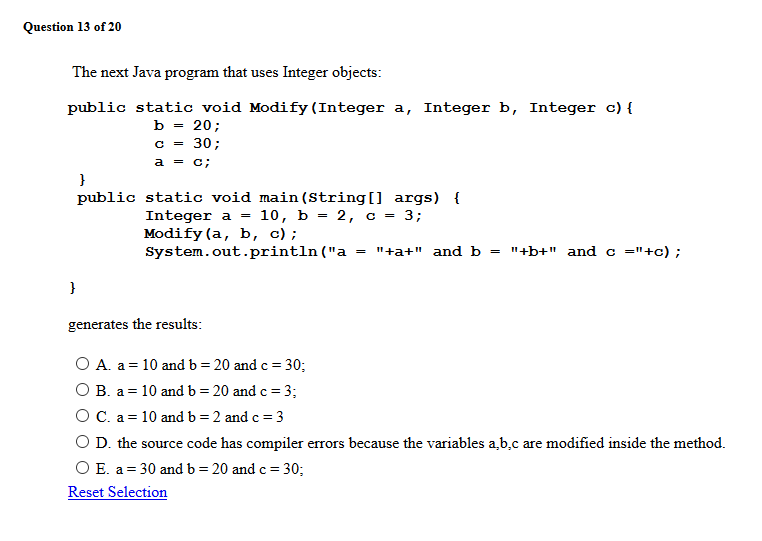 Question 13 of 20
The next Java program that uses Integer objects:
public static void Modify(Integer a, Integer b, Integer c){
b = 20;
c = 30;
a = c;
}
public static void main(String[] args) {
Integer a = 10, b = 2, c = 3;
Modify(a, b, c);
System.out.println("a = "+a+" and b = "+b+" and c ="+c);
}
generates the results:
A. a = 10 and b = 20 and c = 30;
B. a = 10 and b = 20 and c = 3;
C. a = 10 and b = 2 and c = 3
D. the source code has compiler errors because the variables a,b,c are modified inside the method.
E. a = 30 and b = 20 and c = 30;
Reset Selection